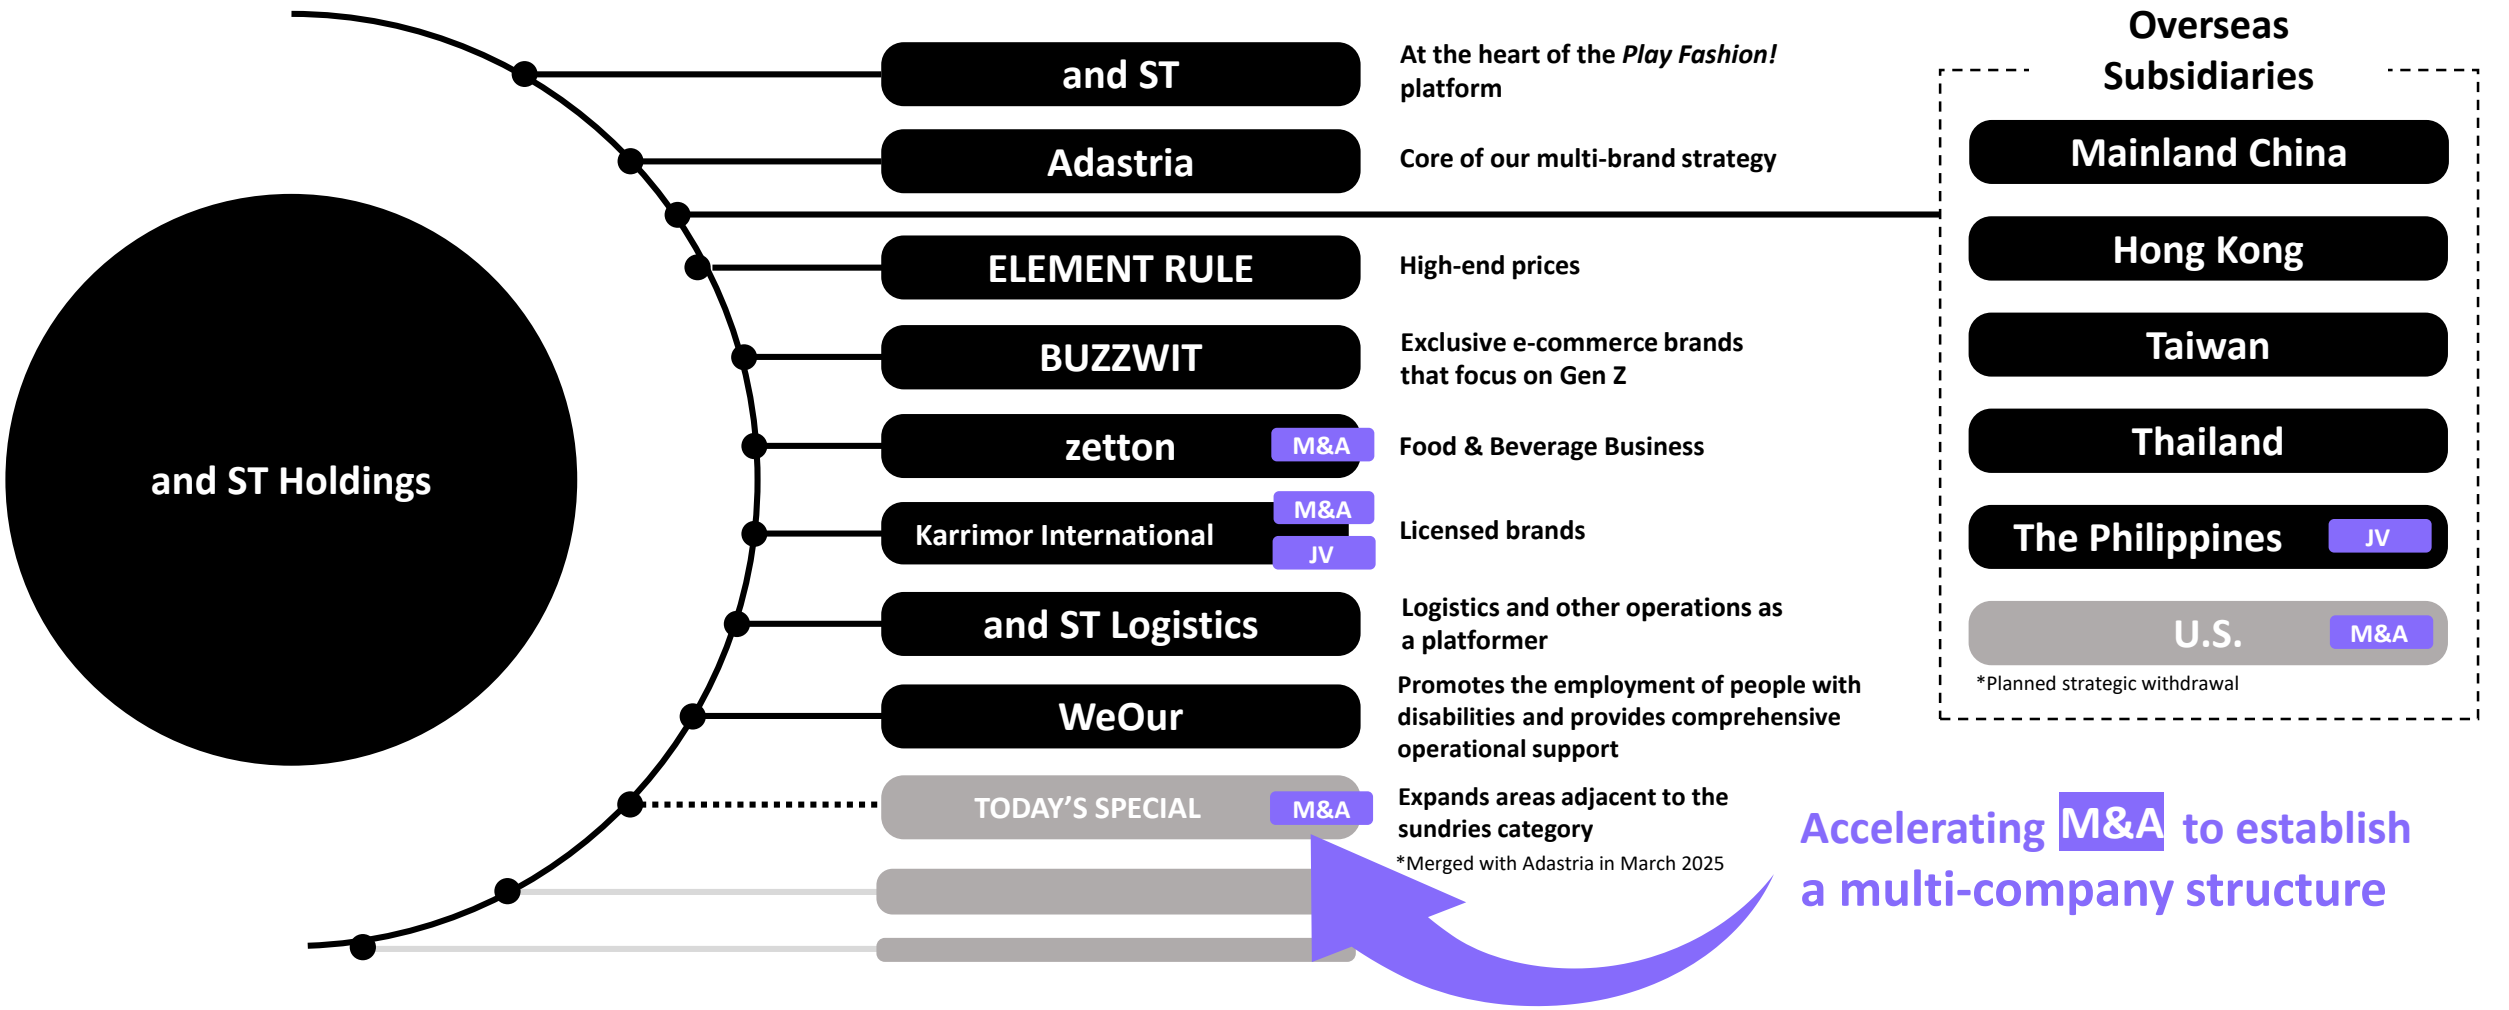 and ST Holdings
and ST
At the heart of the Play Fashion!
platform
Adastria
Core of our multi-brand strategy
ELEMENT RULE
High-end prices
BUZZWIT
Exclusive e-commerce brands
that focus on Gen Z
zetton
M&A
Food & Beverage Business
Karrimor International
M&A
JV
Licensed brands
and ST Logistics
Logistics and other operations as
a platformer
WeOur
Promotes the employment of people with
disabilities and provides comprehensive
operational support
TODAY’S SPECIAL
M&A
Expands areas adjacent to the
sundries category
*Merged with Adastria in March 2025
Overseas
Subsidiaries
Mainland China
Hong Kong
Taiwan
Thailand
The Philippines
JV
U.S.
M&A
*Planned strategic withdrawal
Accelerating M&A to establish
a multi-company structure